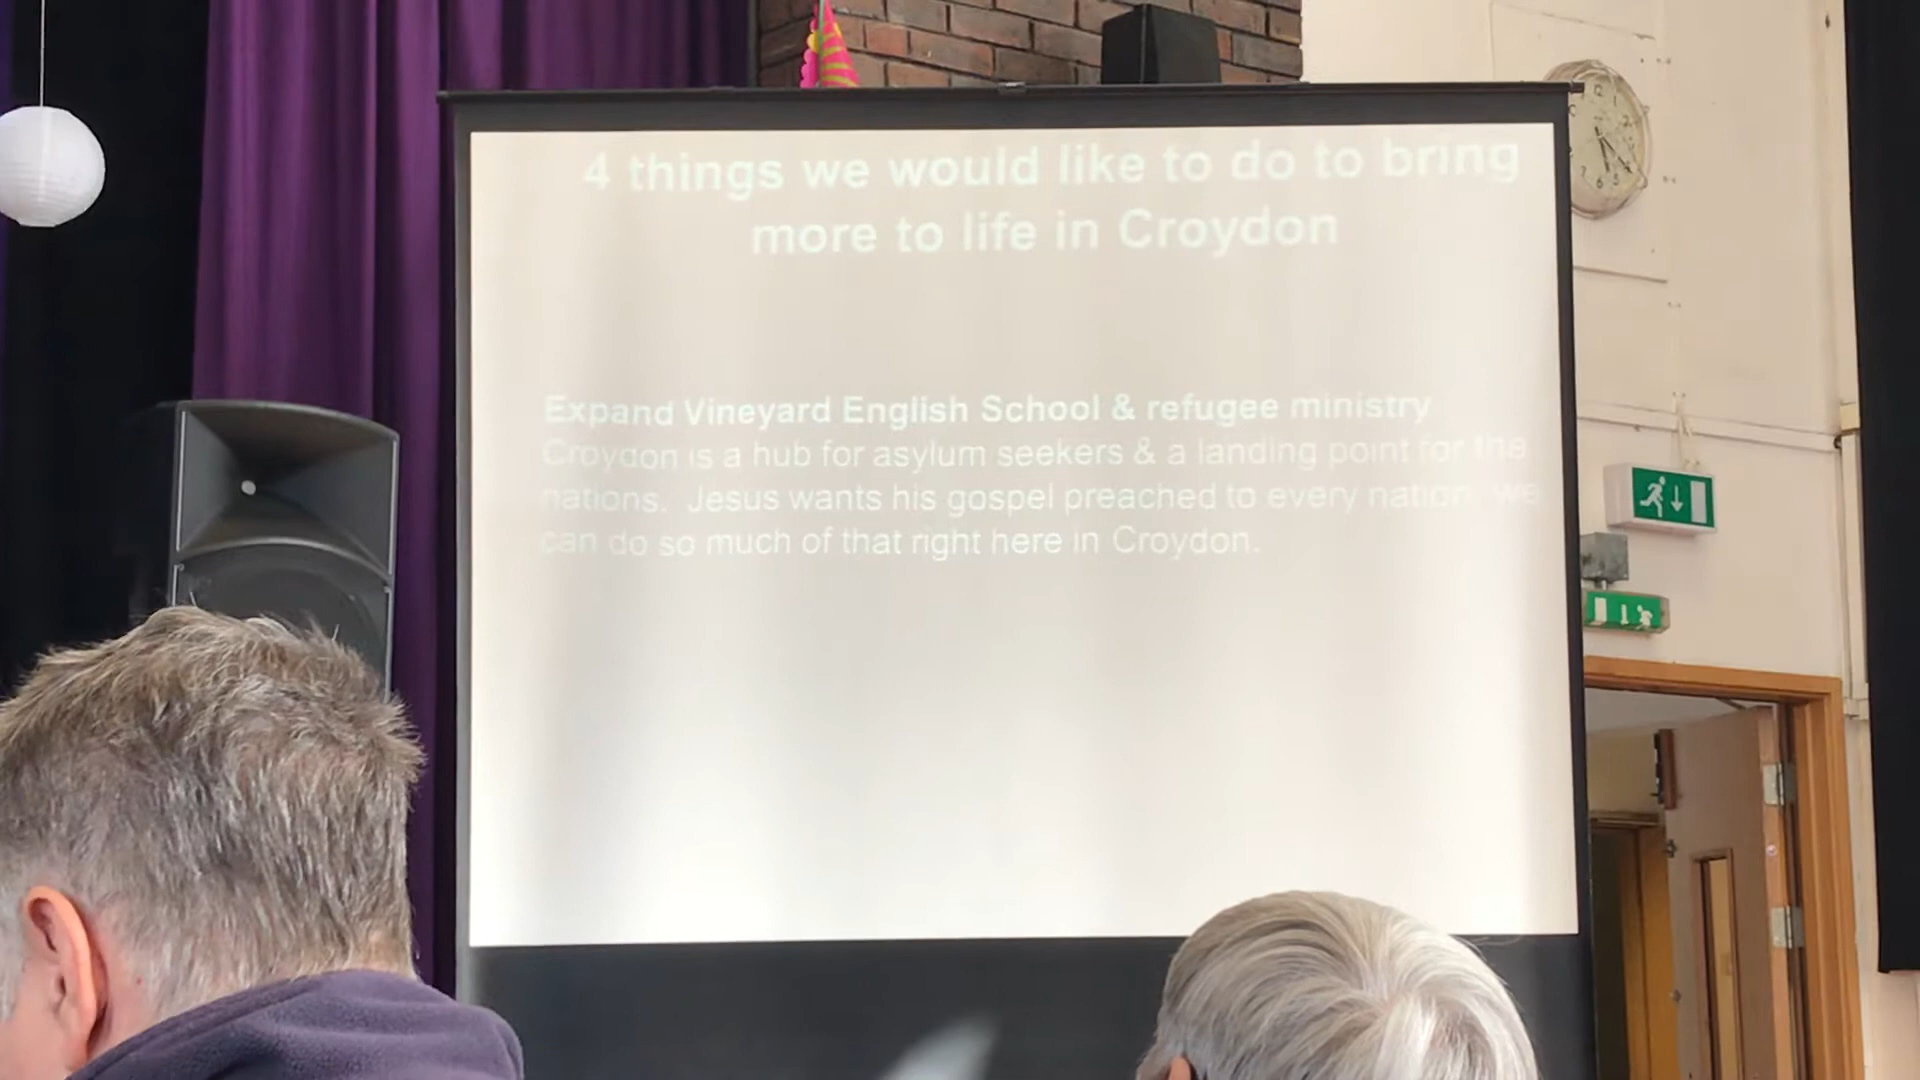 4 things we would like to do to bring
more to life in Croydon
Expand Vineyard English School & refugee ministry
Croydon is a hub for asylum seekers & a landing point for the
nations. Jesus wants his gospel preached to every nation we
can do so much of that right here in Croydon.